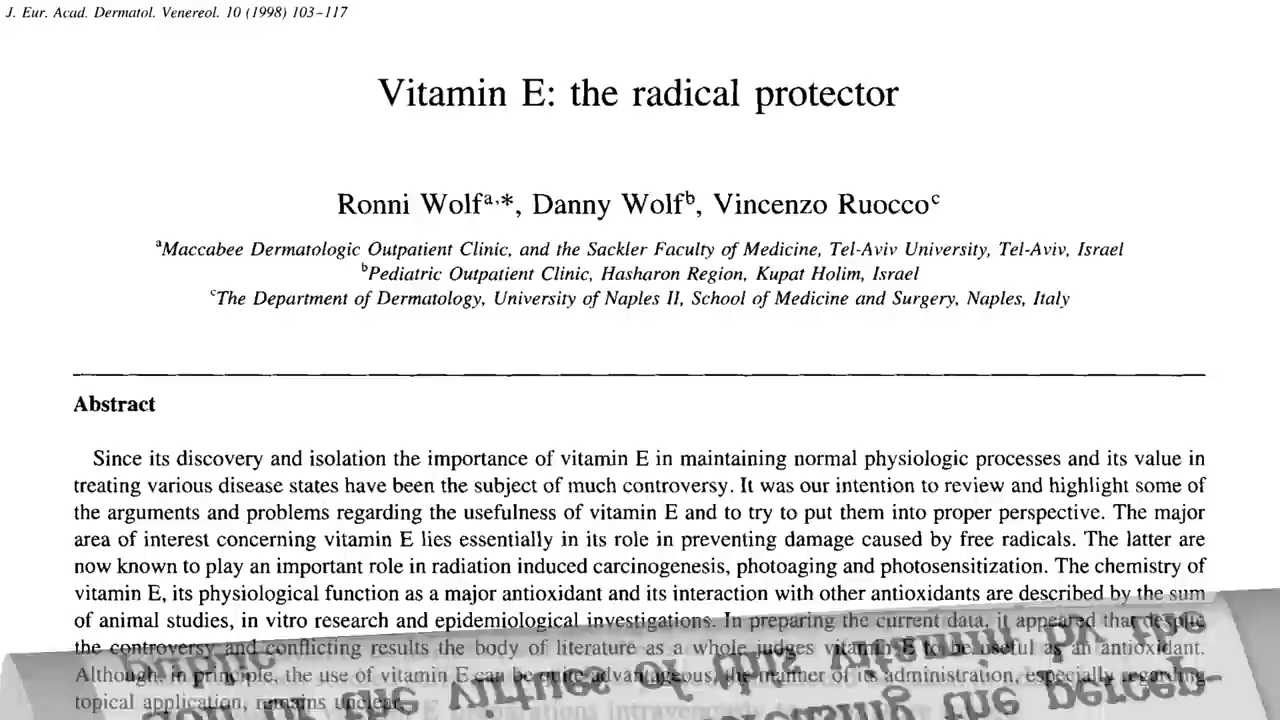 J. Eur. Acad. Dermatol. Venereol. 10 (1998) 103–117
Vitamin E: the radical protector
Ronni Wolfᵃ,*, Danny Wolfᵇ, Vincenzo Ruoccoᶜ
ᵃMaccabee Dermatologic Outpatient Clinic, and the Sackler Faculty of Medicine, Tel-Aviv University, Tel-Aviv, Israel
ᵇPediatric Outpatient Clinic, Hasharon Region, Kupat Holim, Israel
ᶜThe Department of Dermatology, University of Naples II, School of Medicine and Surgery, Naples, Italy
Abstract
Since its discovery and isolation the importance of vitamin E in maintaining normal physiologic processes and its value in
treating various disease states have been the subject of much controversy. It was our intention to review and highlight some of
the arguments and problems regarding the usefulness of vitamin E and to try to put them into proper perspective. The major
area of interest concerning vitamin E lies essentially in its role in preventing damage caused by free radicals. The latter are
now known to play an important role in radiation induced carcinogenesis, photoaging and photosensitization. The chemistry of
vitamin E, its physiological function as a major antioxidant and its interaction with other antioxidants are described by the sum
of animal studies, in vitro research and epidemiological investigations. In preparing the current data, it appeared that despite
the controversy and conflicting results the body of literature as a whole judges vitamin E to be useful as an antioxidant.
Although, in principle, the use of vitamin E can be quite advantageous, the manner of its administration, especially regarding
topical application, remains unclear.
public
virtues of this vitamin by the
the percep-